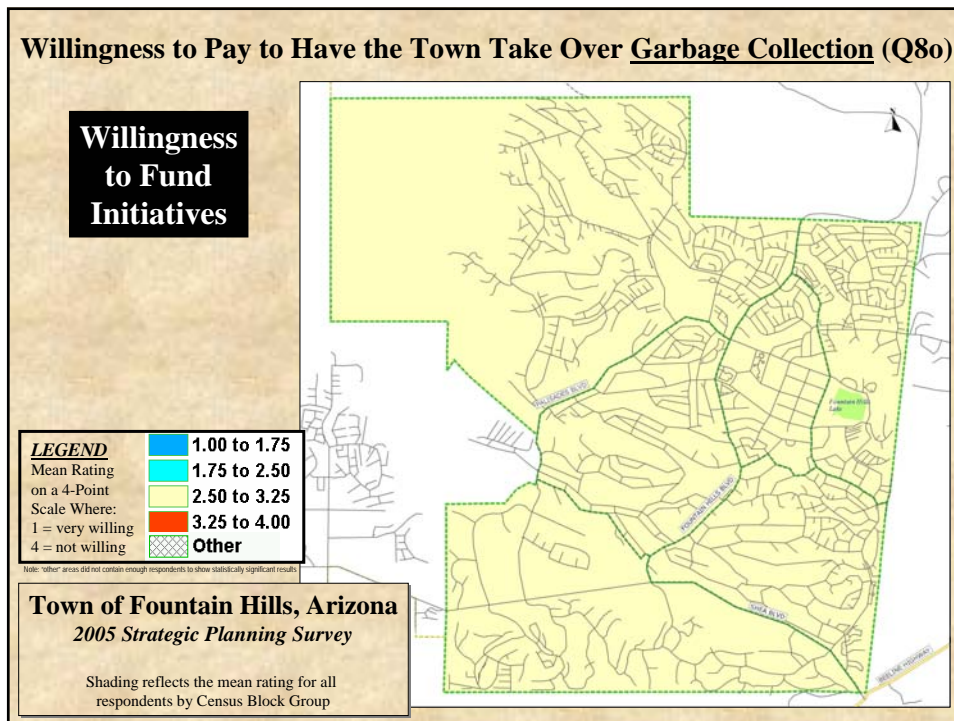 Willingness to Pay to Have the Town Take Over Garbage Collection (Q8o)
Willingness
to Fund
Initiatives
PALISADES BLVD
Fountain Hills
Lake
FOUNTAIN HILLS BLVD
SHEA BLVD
BEELINE HIGHWAY
LEGEND
Mean Rating
on a 4-Point
Scale Where:
1 = very willing
4 = not willing
1.00 to 1.75
1.75 to 2.50
2.50 to 3.25
3.25 to 4.00
Other
Note: "other" areas did not contain enough respondents to show statistically significant results.
Town of Fountain Hills, Arizona
2005 Strategic Planning Survey
Shading reflects the mean rating for all
respondents by Census Block Group